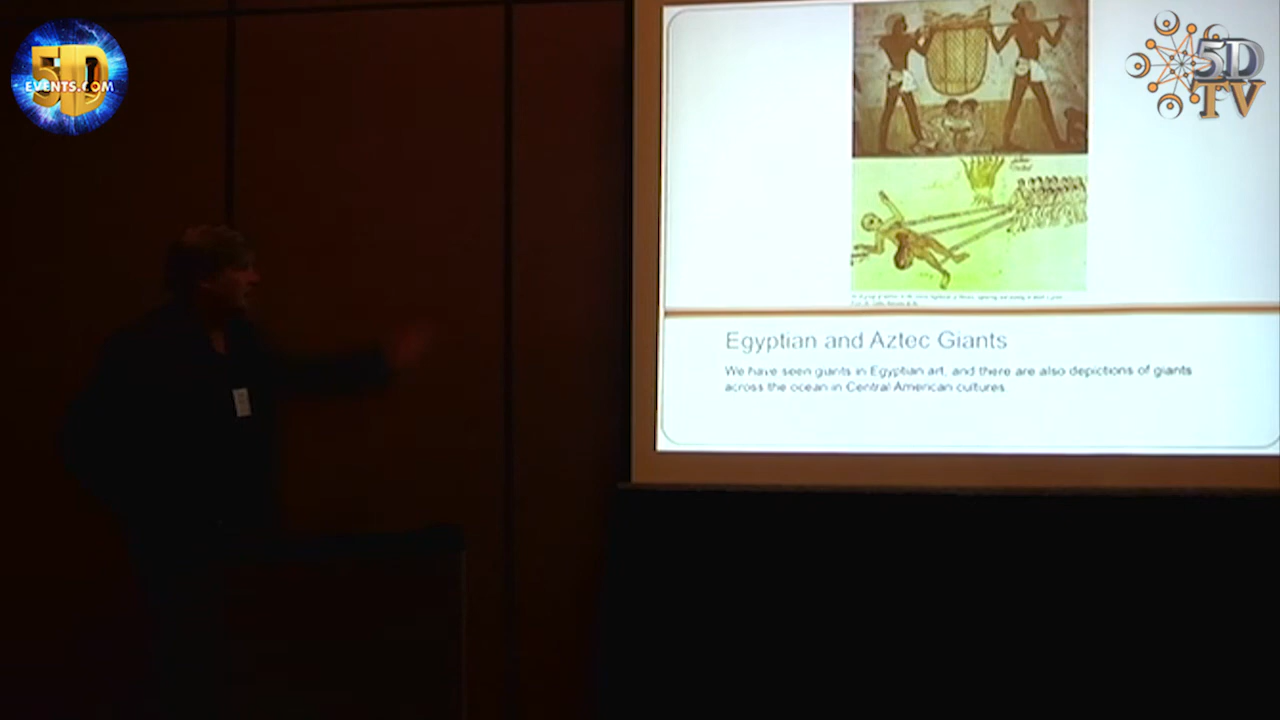 5D
EVENTS.COM
5D
TV
Egyptian and Aztec Giants
We have seen giants in Egyptian art, and there are also depictions of giants
across the ocean in Central American cultures